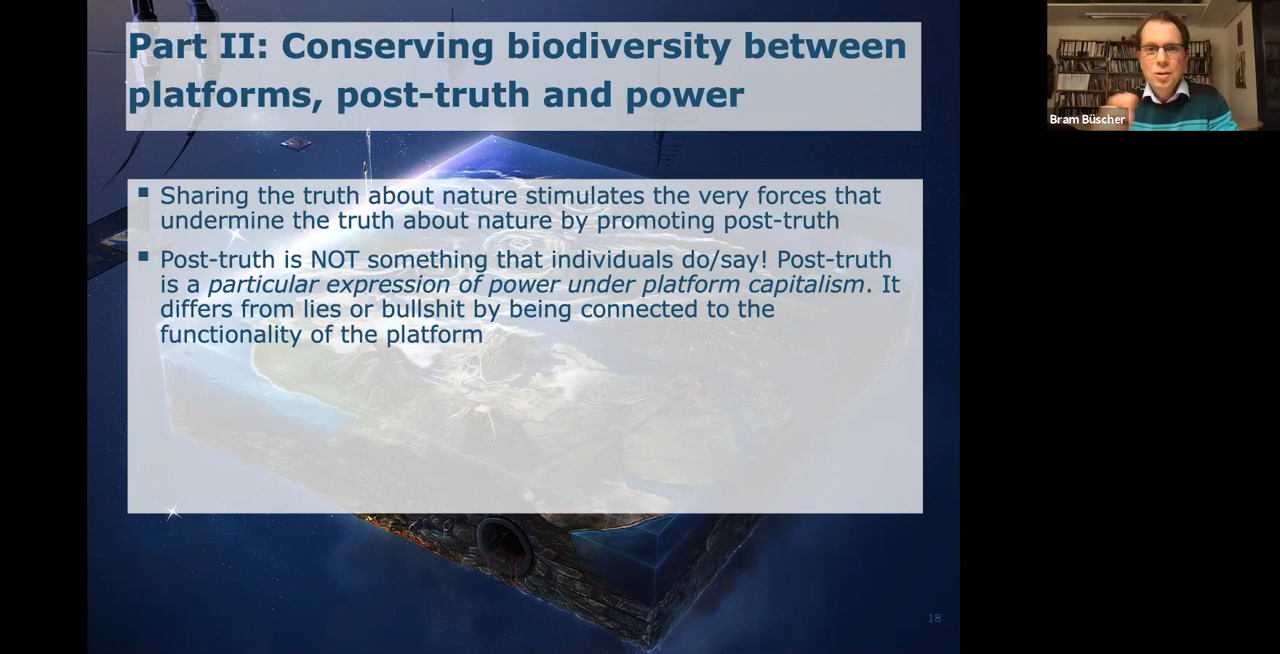 Part II: Conserving biodiversity between
platforms, post-truth and power
▪ Sharing the truth about nature stimulates the very forces that
undermine the truth about nature by promoting post-truth
▪ Post-truth is NOT something that individuals do/say! Post-truth
is a particular expression of power under platform capitalism. It
differs from lies or bullshit by being connected to the
functionality of the platform
18
Bram Büscher